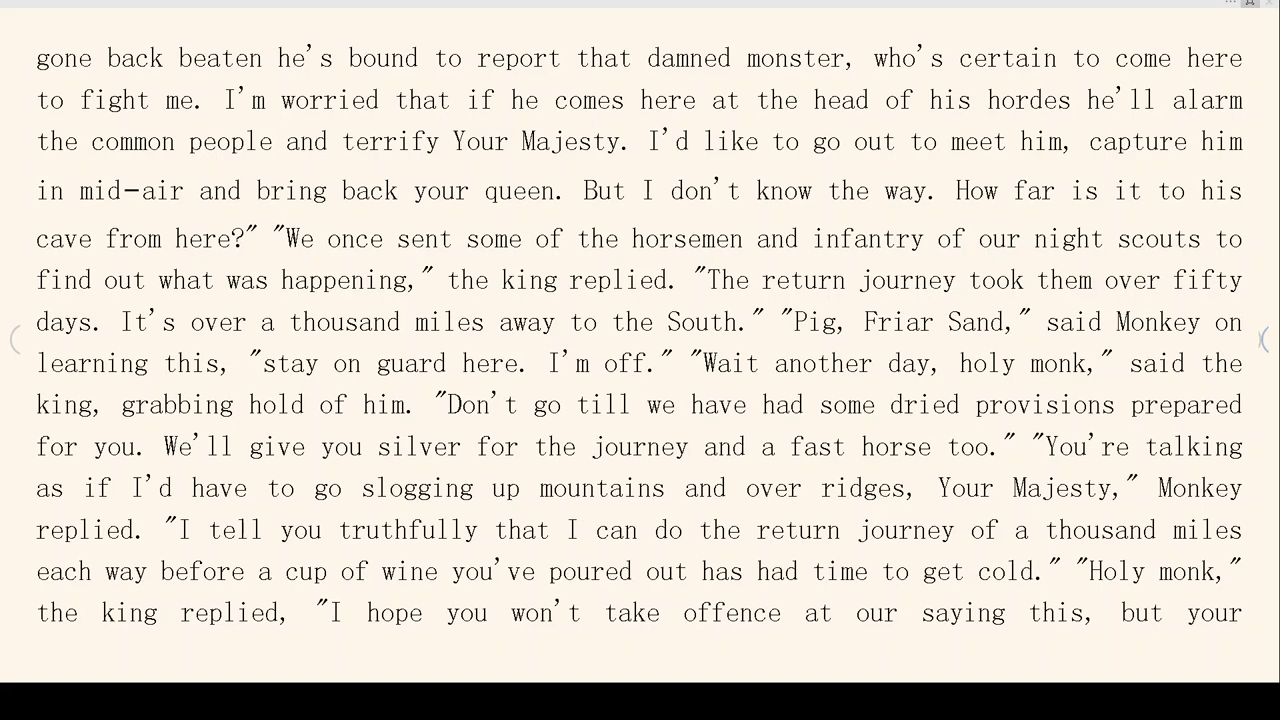 gone back beaten he's bound to report that damned monster, who's certain to come here
to fight me. I'm worried that if he comes here at the head of his hordes he'll alarm
the common people and terrify Your Majesty. I'd like to go out to meet him, capture him
in mid-air and bring back your queen. But I don't know the way. How far is it to his
cave from here?" "We once sent some of the horsemen and infantry of our night scouts to
find out what was happening," the king replied. "The return journey took them over fifty
days. It's over a thousand miles away to the South." "Pig, Friar Sand," said Monkey on
learning this, "stay on guard here. I'm off." "Wait another day, holy monk," said the
king, grabbing hold of him. "Don't go till we have had some dried provisions prepared
for you. We'll give you silver for the journey and a fast horse too." "You're talking
as if I'd have to go slogging up mountains and over ridges, Your Majesty," Monkey
replied. "I tell you truthfully that I can do the return journey of a thousand miles
each way before a cup of wine you've poured out has had time to get cold." "Holy monk,"
the king replied, "I hope you won't take offence at our saying this, but your